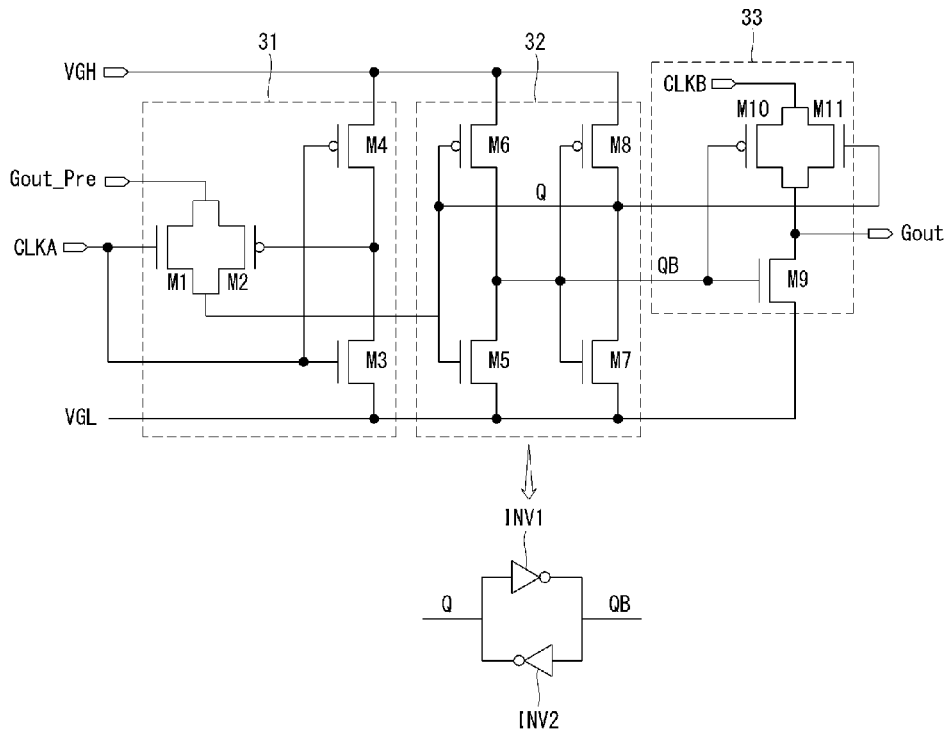 31
32
33
VGH
CLKB
M10
M11
M4
M6
M8
Gout_Pre
Q
CLKA
Gout
M1
M2
QB
M9
M3
M5
M7
VGL
INV1
Q
QB
INV2